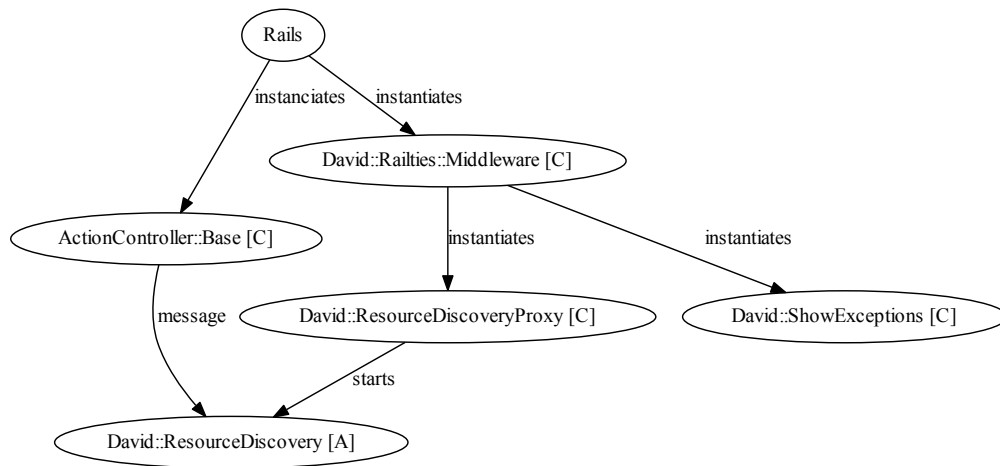 Rails
instanciates
instantiates
David::Railties::Middleware [C]
ActionController::Base [C]
instantiates
instantiates
message
David::ResourceDiscoveryProxy [C]
David::ShowExceptions [C]
starts
David::ResourceDiscovery [A]